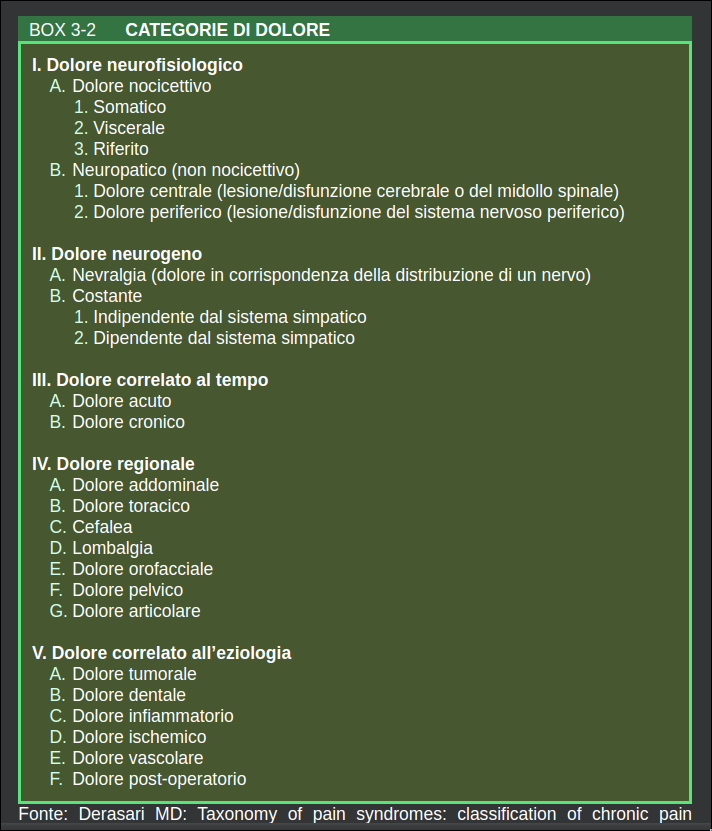 BOX 3-2 CATEGORIE DI DOLORE
I. Dolore neurofisiologico
A. Dolore nocicettivo
1. Somatico
2. Viscerale
3. Riferito
B. Neuropatico (non nocicettivo)
1. Dolore centrale (lesione/disfunzione cerebrale o del midollo spinale)
2. Dolore periferico (lesione/disfunzione del sistema nervoso periferico)
II. Dolore neurogeno
A. Nevralgia (dolore in corrispondenza della distribuzione di un nervo)
B. Costante
1. Indipendente dal sistema simpatico
2. Dipendente dal sistema simpatico
III. Dolore correlato al tempo
A. Dolore acuto
B. Dolore cronico
IV. Dolore regionale
A. Dolore addominale
B. Dolore toracico
C. Cefalea
D. Lombalgia
E. Dolore orofacciale
F. Dolore pelvico
G. Dolore articolare
V. Dolore correlato all’eziologia
A. Dolore tumorale
B. Dolore dentale
C. Dolore infiammatorio
D. Dolore ischemico
E. Dolore vascolare
F. Dolore post-operatorio
Fonte: Derasari MD: Taxonomy of pain syndromes: classification of chronic pain